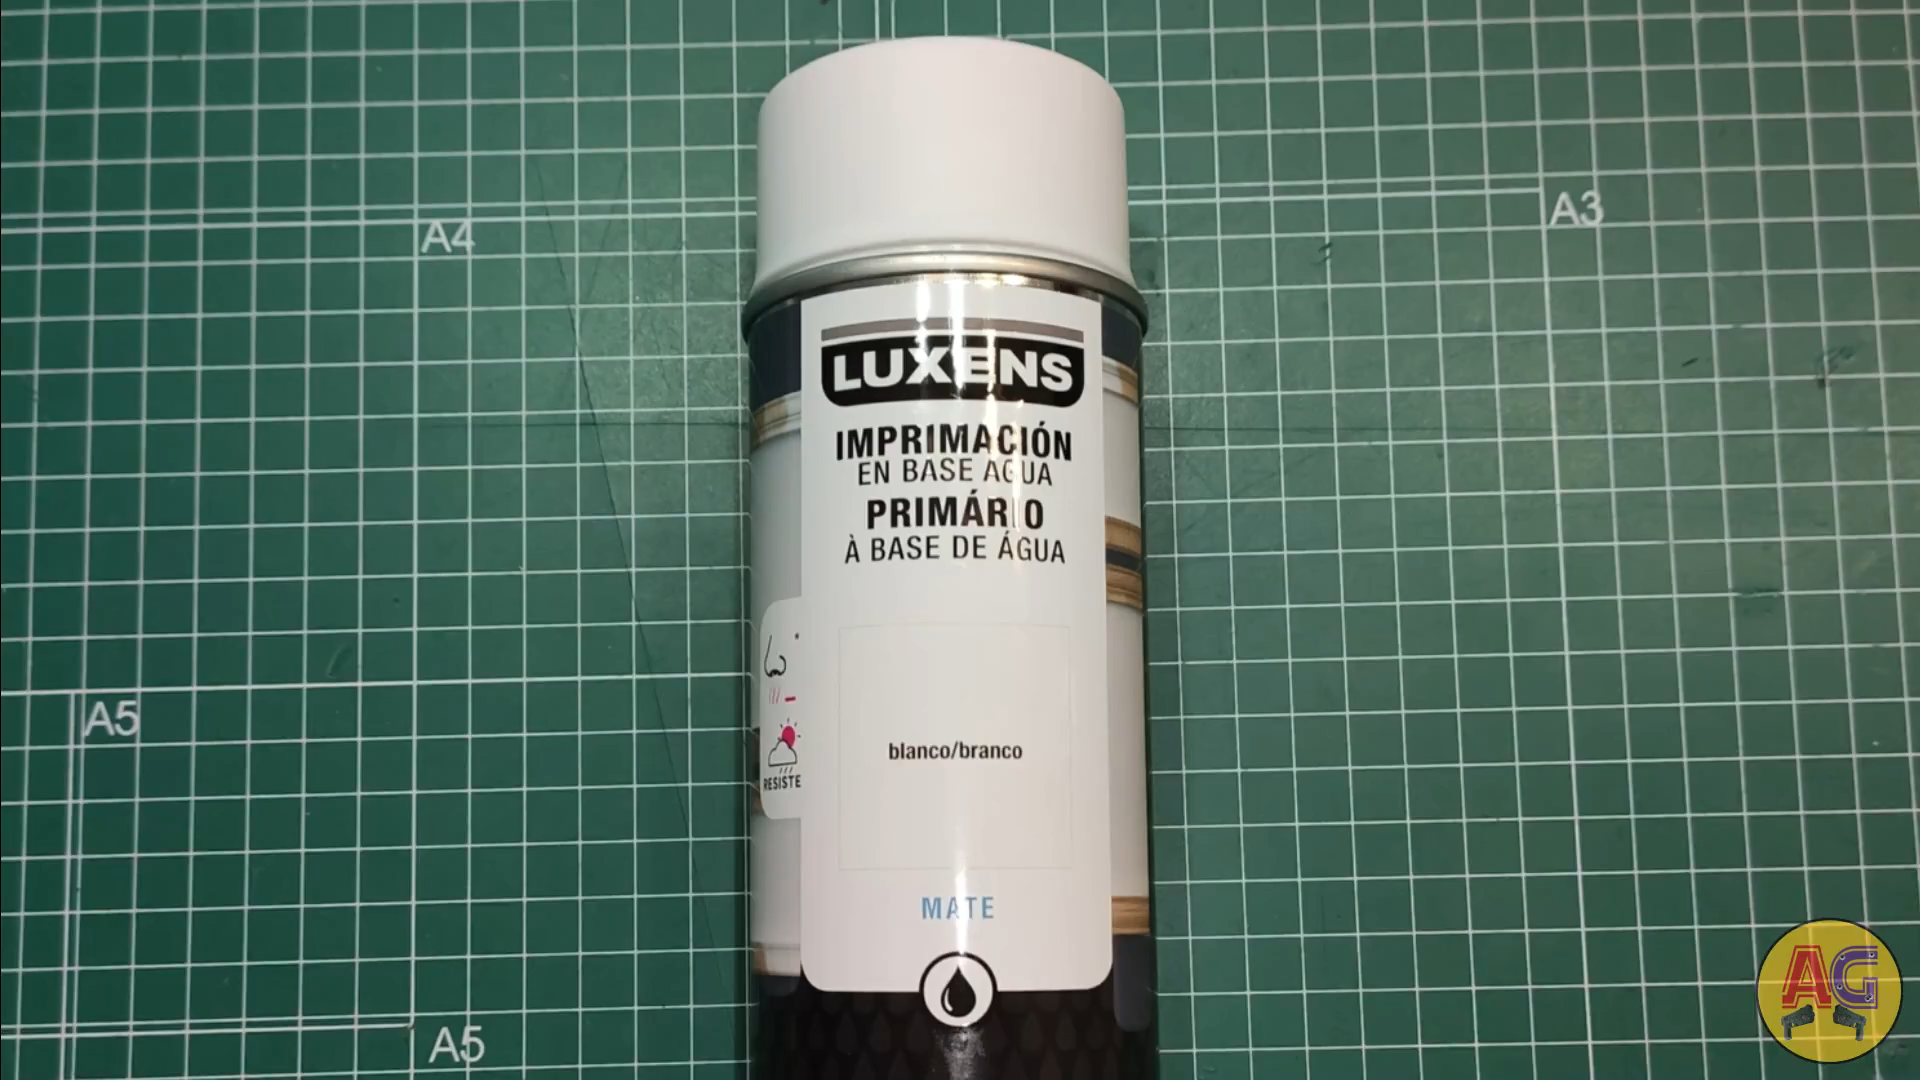 A4
A3
LUXENS
IMPRIMACIÓN
EN BASE AGUA
PRIMÁRIO
À BASE DE ÁGUA
A5
RESISTE
blanco/branco
MATE
A5
AG